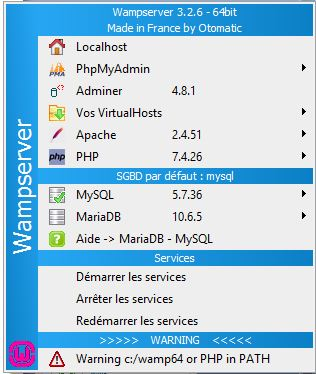 Wampserver 3.2.6 - 64bit
Made in France by Otomatic
Wampserver
Localhost
PMA PhpMyAdmin
Adminer 4.8.1
Vos VirtualHosts
Apache 2.4.51
php PHP 7.4.26
SGBD par défaut : mysql
MySQL 5.7.36
MariaDB 10.6.5
? Aide -> MariaDB - MySQL
Services
Démarrer les services
Arrêter les services
Redémarrer les services
>>>>> WARNING <<<<<
W
Warning c:/wamp64 or PHP in PATH